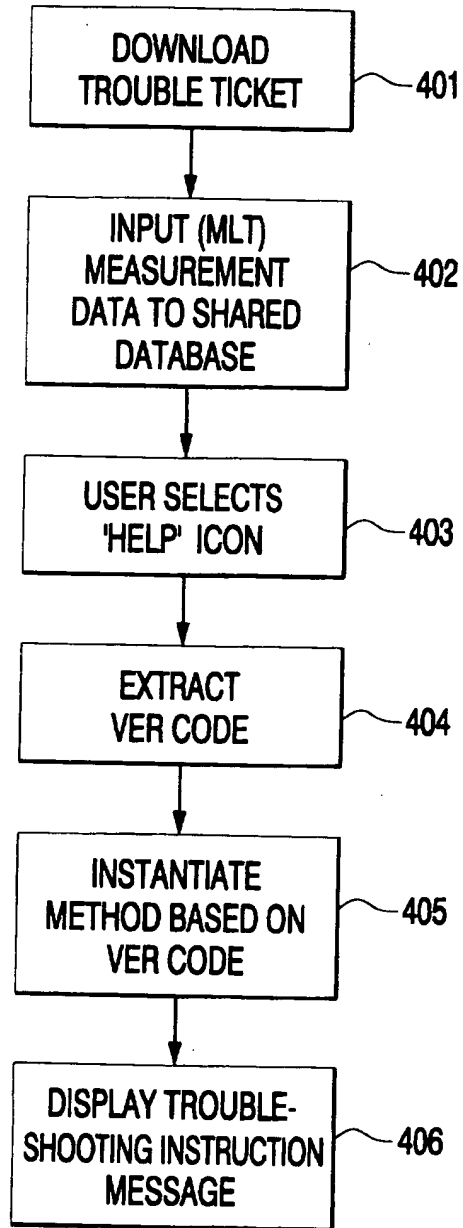 DOWNLOAD
TROUBLE TICKET
401
INPUT (MLT)
MEASUREMENT
DATA TO SHARED
DATABASE
402
USER SELECTS
'HELP' ICON
403
EXTRACT
VER CODE
404
INSTANTIATE
METHOD BASED ON
VER CODE
405
DISPLAY TROUBLE-
SHOOTING INSTRUCTION
MESSAGE
406